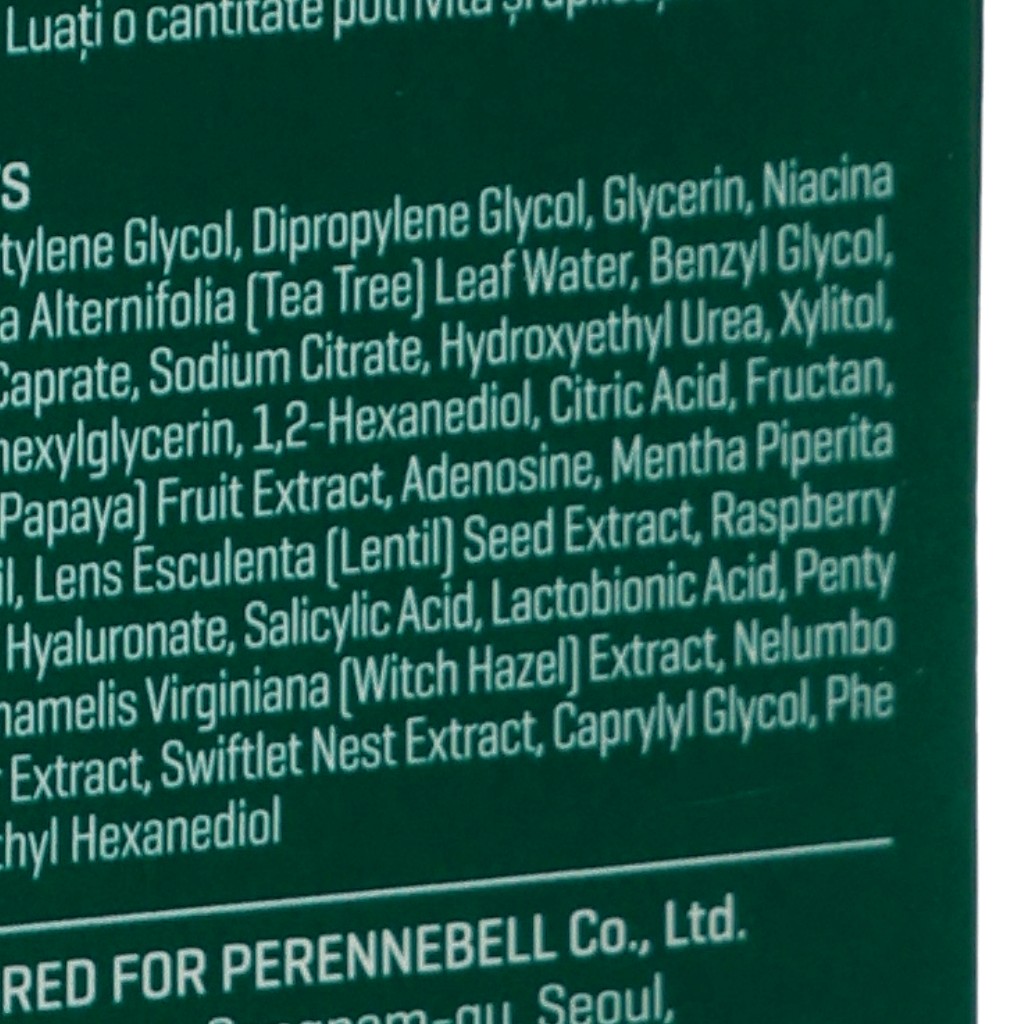 Luați o cantitate potrivită și
S
tylene Glycol, Dipropylene Glycol, Glycerin, Niacina
a Alternifolia (Tea Tree) Leaf Water, Benzyl Glycol,
Caprate, Sodium Citrate, Hydroxyethyl Urea, Xylitol,
hexylglycerin, 1,2-Hexanediol, Citric Acid, Fructan,
Papaya) Fruit Extract, Adenosine, Mentha Piperita
il, Lens Esculenta (Lentil) Seed Extract, Raspberry
Hyaluronate, Salicylic Acid, Lactobionic Acid, Penty
namelis Virginiana (Witch Hazel) Extract, Nelumbo
Extract, Swiftlet Nest Extract, Caprylyl Glycol, Phe
thyl Hexanediol
RED FOR PERENNEBELL Co., Ltd.
Seoul,